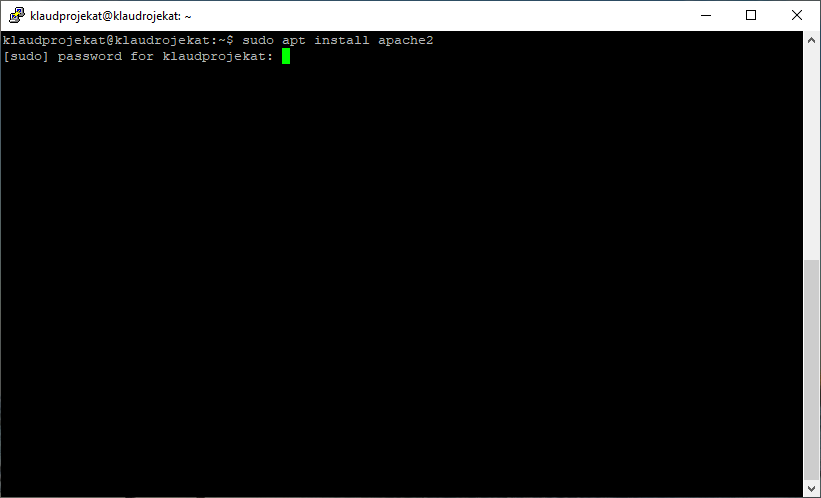 klaudprojekat@klaudrojekat: ~
klaudprojekat@klaudrojekat:~$ sudo apt install apache2
[sudo] password for klaudprojekat: